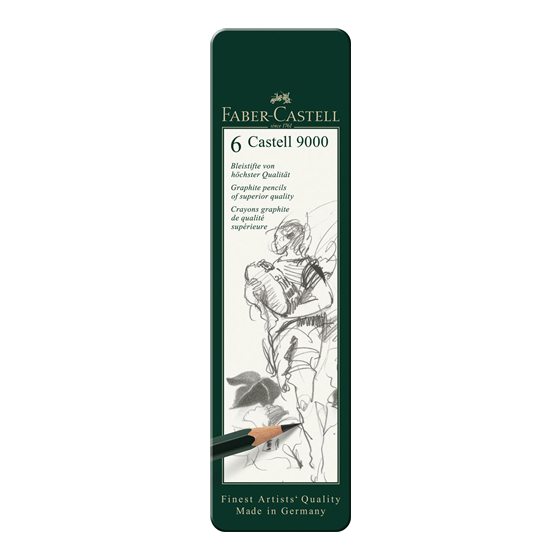 FABER-CASTELL
since 1761
6 Castell 9000
Bleistifte von
höchster Qualität
Graphite pencils
of superior quality
Crayons graphite
de qualité
supérieure
Finest Artists' Quality
Made in Germany